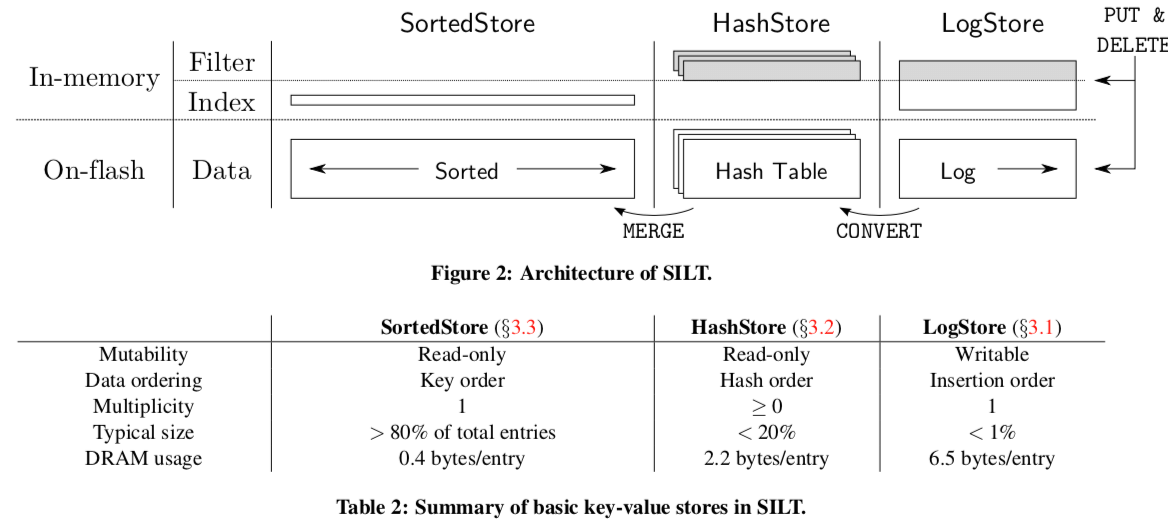 SortedStore HashStore LogStore PUT &
DELETE
In-memory Filter
Index
On-flash Data Sorted Hash Table Log
MERGE CONVERT
Figure 2: Architecture of SILT.
SortedStore (§3.3) HashStore (§3.2) LogStore (§3.1)
Mutability Read-only Read-only Writable
Data ordering Key order Hash order Insertion order
Multiplicity 1 ≥ 0 1
Typical size > 80% of total entries < 20% < 1%
DRAM usage 0.4 bytes/entry 2.2 bytes/entry 6.5 bytes/entry
Table 2: Summary of basic key-value stores in SILT.